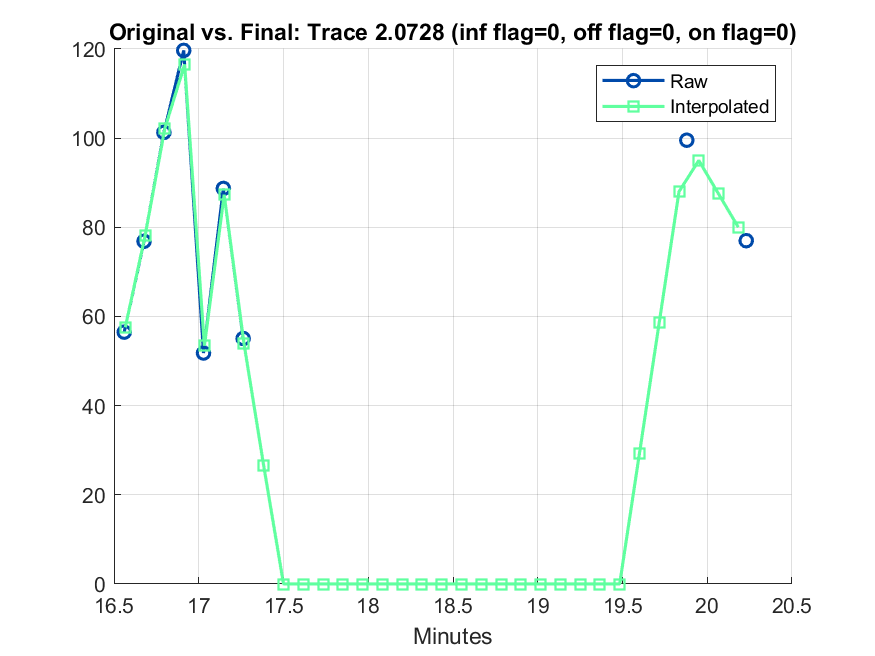 Original vs. Final: Trace 2.0728 (inf flag=0, off flag=0, on flag=0)
Raw
Interpolated
120
100
80
60
40
20
0
16.5 17 17.5 18 18.5 19 19.5 20 20.5
Minutes